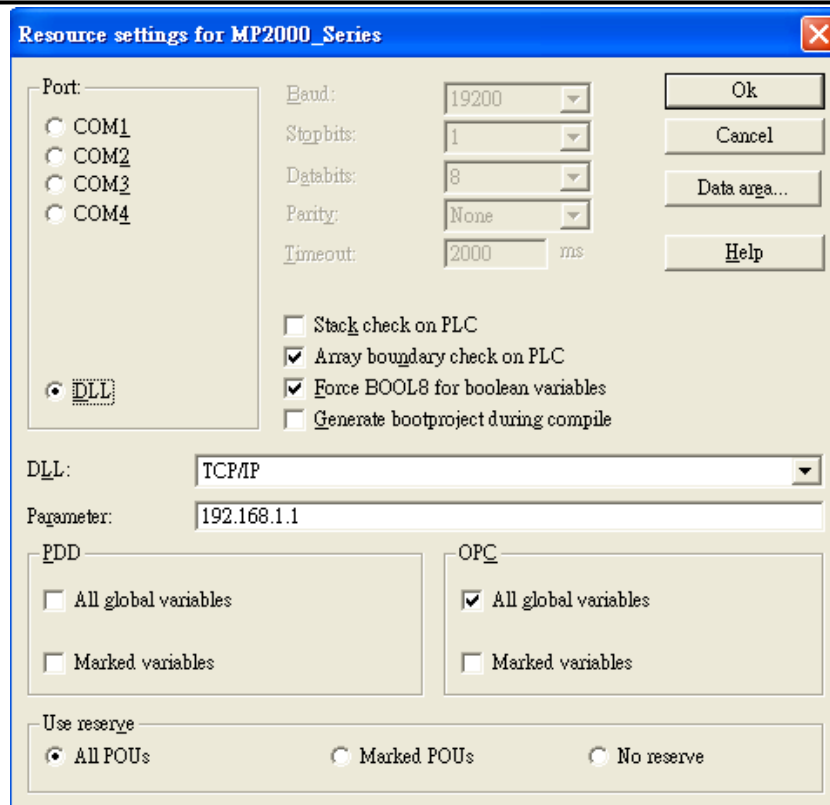 Resource settings for MP2000_Series
Port:
COM1
COM2
COM3
COM4
DLL
Baud: 19200
Stopbits: 1
Databits: 8
Parity: None
Timeout: 2000 ms
Ok
Cancel
Data area...
Help
Stack check on PLC
Array boundary check on PLC
Force BOOL8 for boolean variables
Generate bootproject during compile
DLL: TCP/IP
Parameter: 192.168.1.1
PDD
All global variables
Marked variables
OPC
All global variables
Marked variables
Use reserve
All POUs Marked POUs No reserve